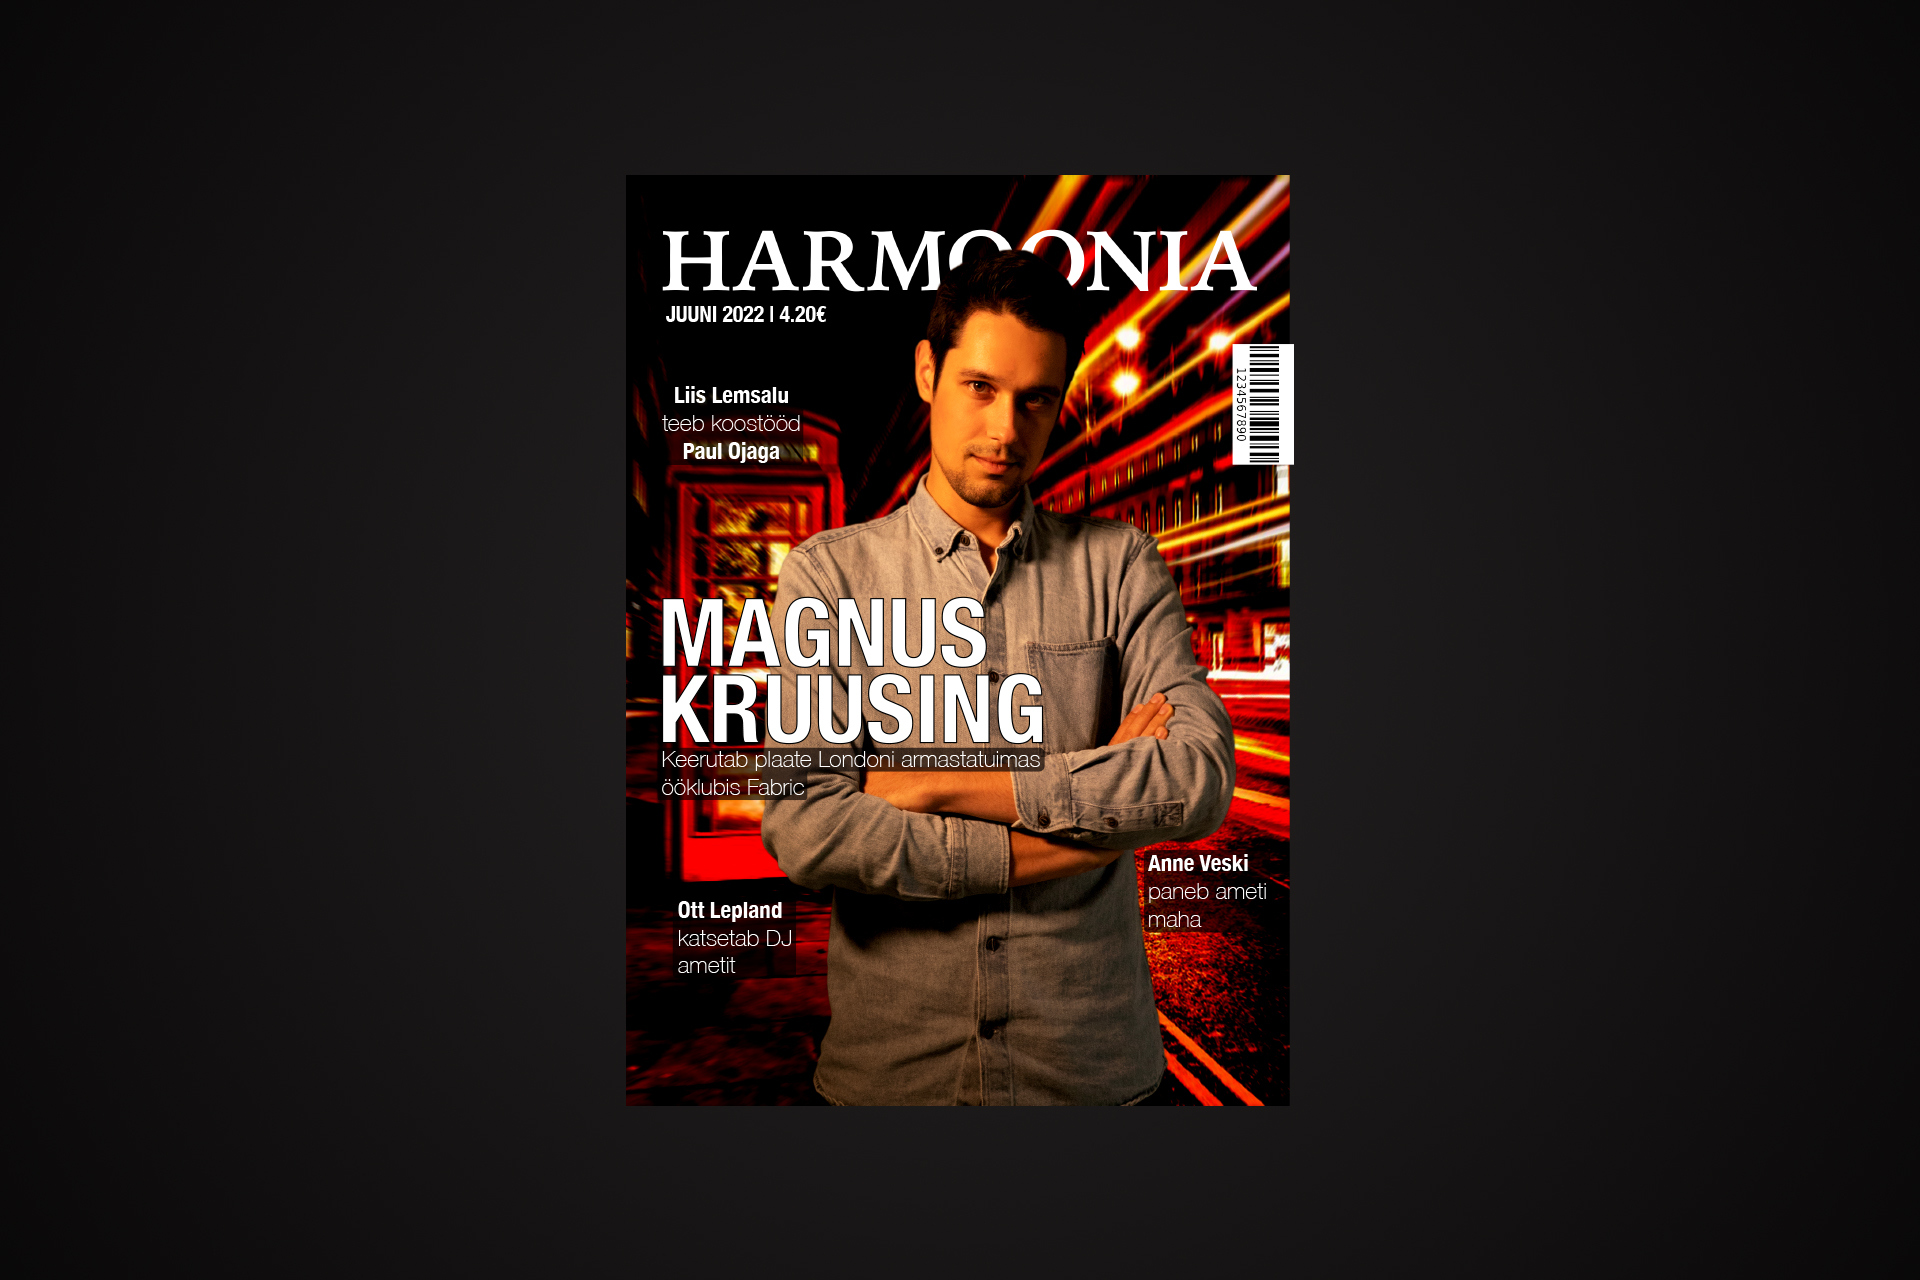 HARMOONIA
JUUNI 2022 | 4.20€
1234567890
Liis Lemsalu
teeb koostööd
Paul Ojaga
MAGNUS
KRUUSING
Keerutab plaate Londoni armastatuimas
ööklubis Fabric
Anne Veski
paneb ameti
maha
Ott Lepland
katsetab DJ
ametit